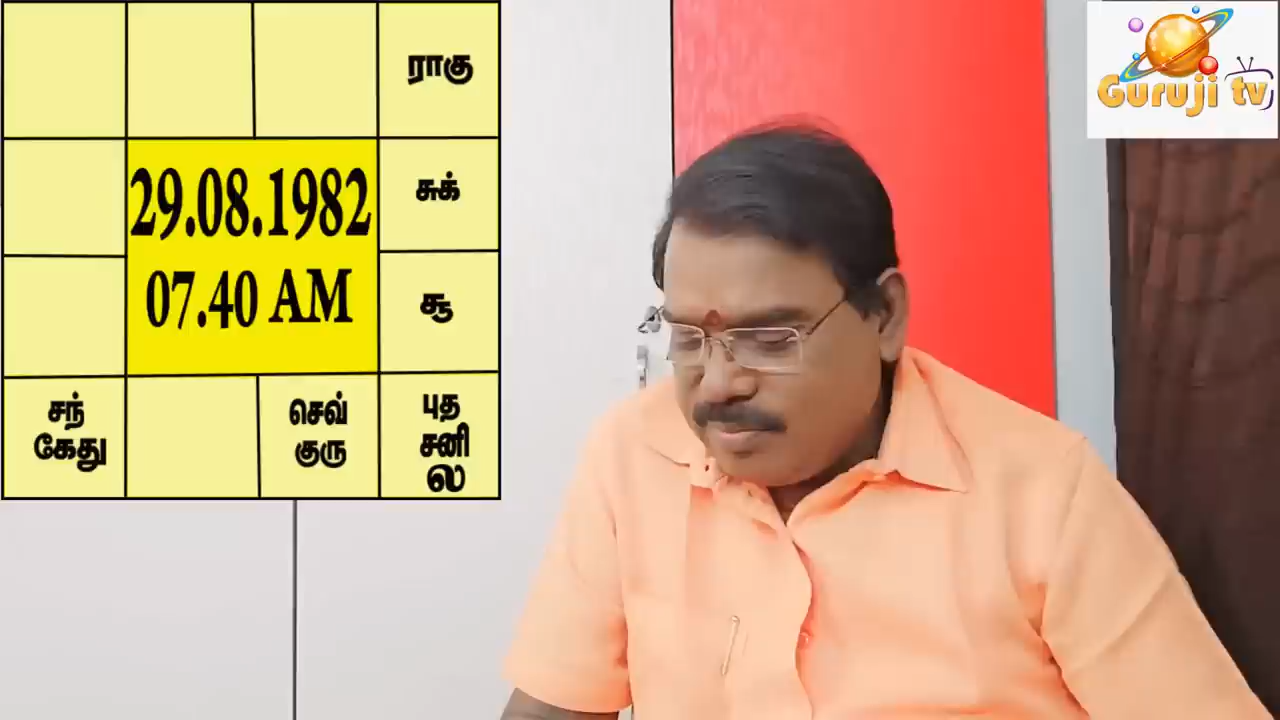 ராகு
Guruji tv
சுக்
29.08.1982
07.40 AM
சூ
சந்
கேது
செவ்
குரு
புத
சனி
ல